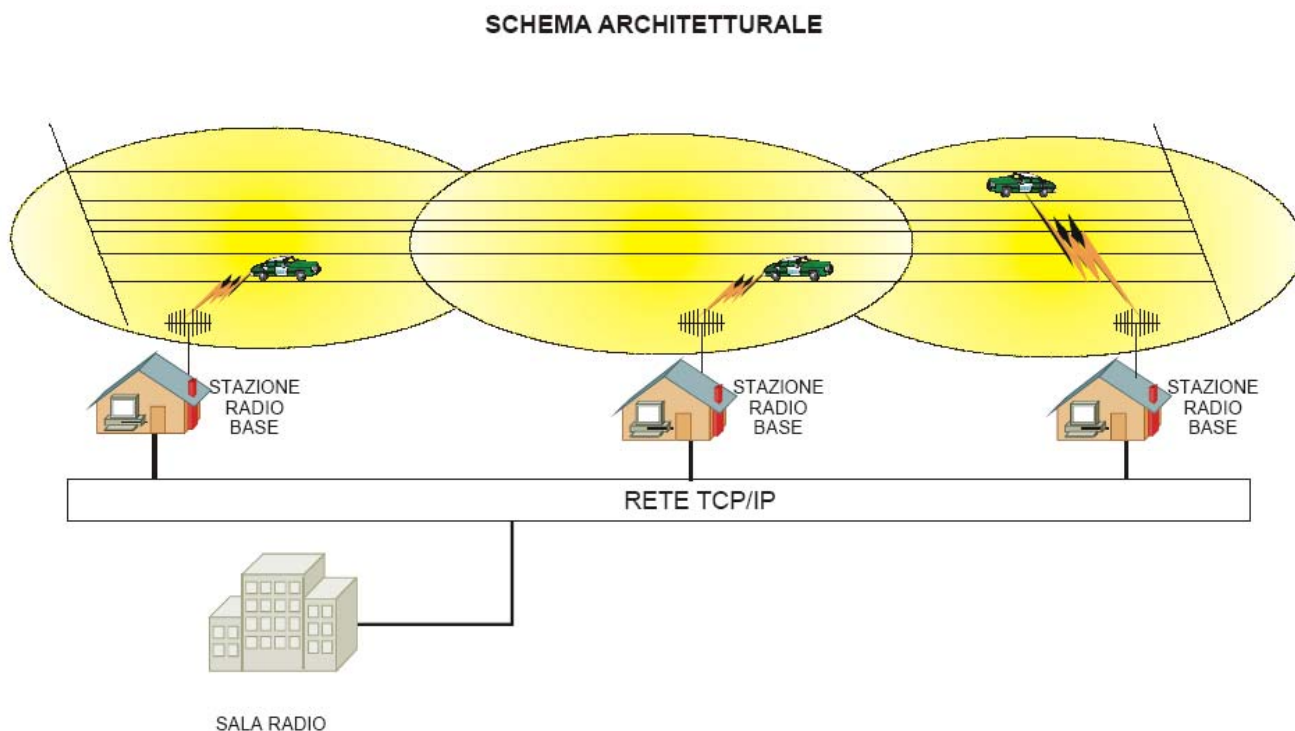 SCHEMA ARCHITETTURALE
STAZIONE
RADIO
BASE
STAZIONE
RADIO
BASE
STAZIONE
RADIO
BASE
RETE TCP/IP
SALA RADIO